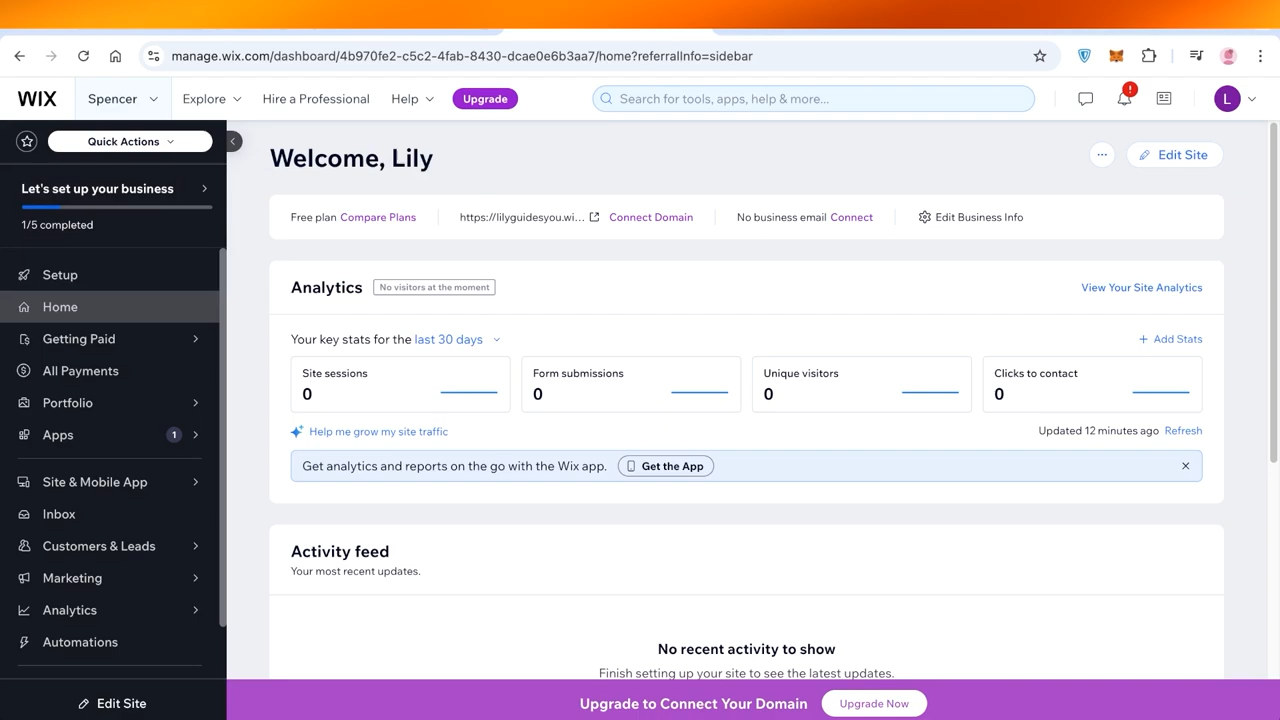 manage.wix.com/dashboard/4b970fe2-c5c2-4fab-8430-dcae0e6b3aa7/home?referralInfo=sidebar
WIX
Spencer
Explore
Hire a Professional
Help
Upgrade
Search for tools, apps, help & more...
!
L
Quick Actions
Let's set up your business
1/5 completed
Setup
Home
Getting Paid
All Payments
Portfolio
Apps
1
Site & Mobile App
Inbox
Customers & Leads
Marketing
Analytics
Automations
Edit Site
Welcome, Lily
Edit Site
Free plan Compare Plans
https://lilyguidesyou.wi... Connect Domain
No business email Connect
Edit Business Info
Analytics
No visitors at the moment
View Your Site Analytics
Your key stats for the last 30 days
+ Add Stats
Site sessions
0
Form submissions
0
Unique visitors
0
Clicks to contact
0
Help me grow my site traffic
Updated 12 minutes ago Refresh
Get analytics and reports on the go with the Wix app.
Get the App
Activity feed
Your most recent updates.
No recent activity to show
Finish setting up your site to see the latest updates.
Upgrade to Connect Your Domain
Upgrade Now